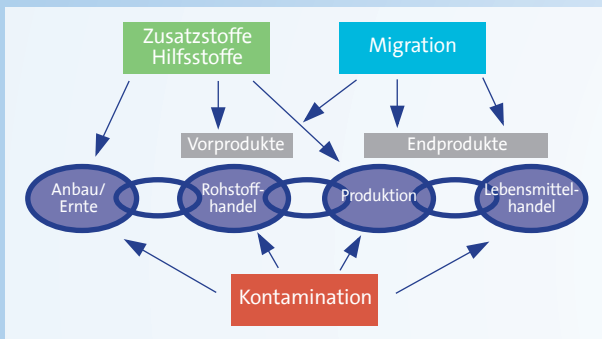 Zusatzstoffe
Hilfsstoffe
Migration
Vorprodukte
Endprodukte
Anbau/
Ernte
Rohstoff-
handel
Produktion
Lebensmittel-
handel
Kontamination